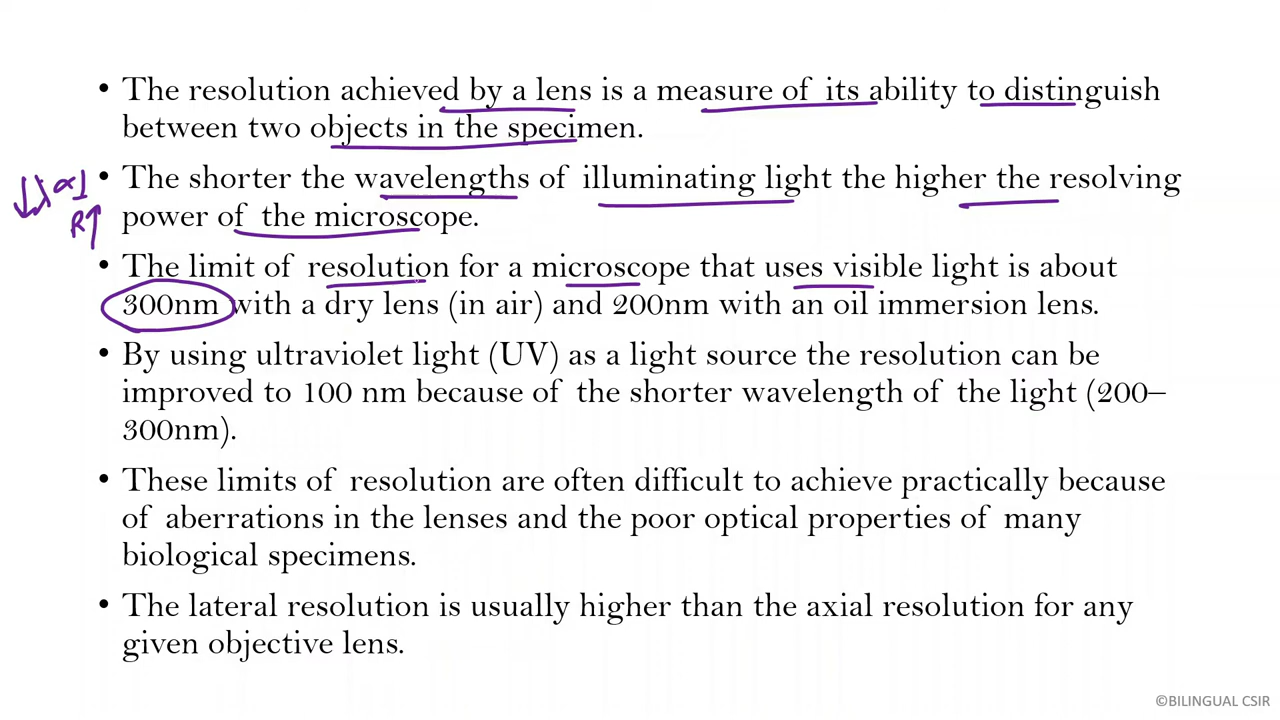 • The resolution achieved by a lens is a measure of its ability to distinguish
between two objects in the specimen.
• The shorter the wavelengths of illuminating light the higher the resolving
power of the microscope.
↓λ ∝ 1
R↑
• The limit of resolution for a microscope that uses visible light is about
300nm with a dry lens (in air) and 200nm with an oil immersion lens.
• By using ultraviolet light (UV) as a light source the resolution can be
improved to 100 nm because of the shorter wavelength of the light (200–
300nm).
• These limits of resolution are often difficult to achieve practically because
of aberrations in the lenses and the poor optical properties of many
biological specimens.
• The lateral resolution is usually higher than the axial resolution for any
given objective lens.
©BILINGUAL CSIR